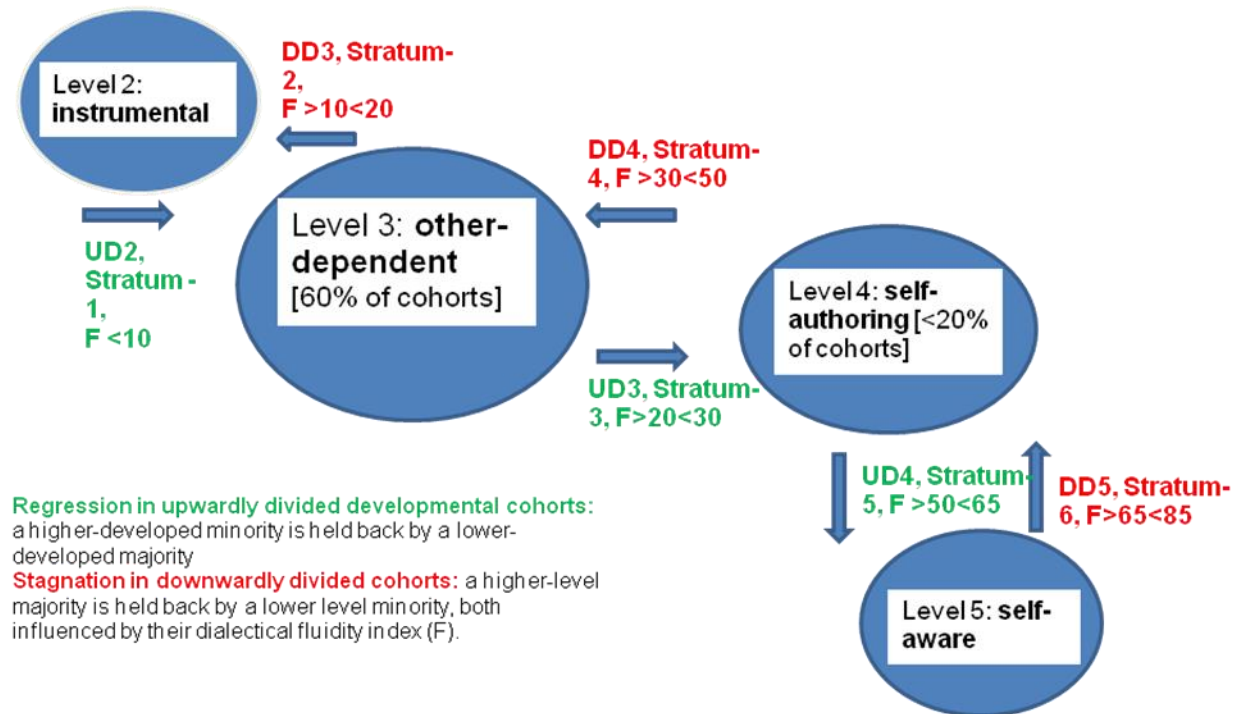 Level 2:
instrumental
DD3, Stratum-
2,
F >10<20
DD4, Stratum-
4, F >30<50
UD2,
Stratum -
1,
F <10
Level 3: other-
dependent
[60% of cohorts]
Level 4: self-
authoring [<20%
of cohorts]
UD3, Stratum-
3, F>20<30
UD4, Stratum-
5, F >50<65
DD5, Stratum-
6, F>65<85
Regression in upwardly divided developmental cohorts:
a higher-developed minority is held back by a lower-
developed majority
Stagnation in downwardly divided cohorts: a higher-level
majority is held back by a lower level minority, both
influenced by their dialectical fluidity index (F).
Level 5: self-
aware